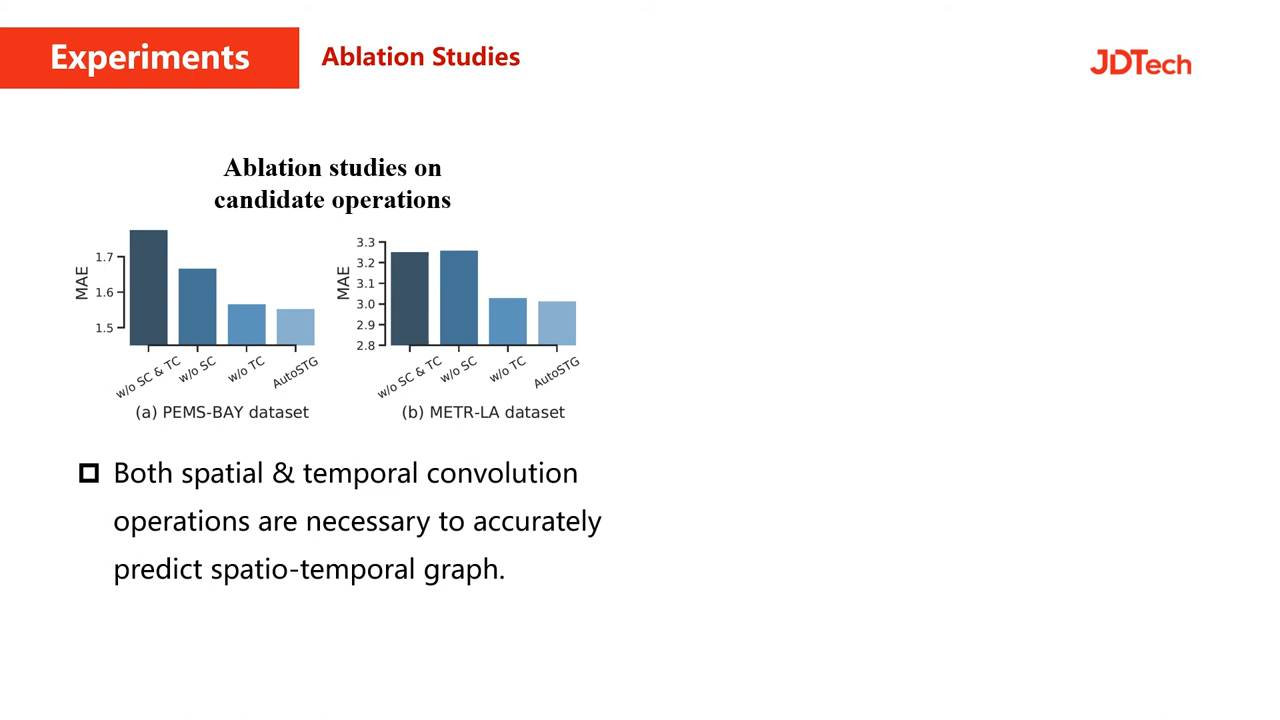 Experiments
Ablation Studies
JDTech
Ablation studies on
candidate operations
MAE
1.7
1.6
1.5
w/o SC & TC
w/o SC
w/o TC
AutoSTG
(a) PEMS-BAY dataset
MAE
3.3
3.2
3.1
3.0
2.9
2.8
w/o SC & TC
w/o SC
w/o TC
AutoSTG
(b) METR-LA dataset
Both spatial & temporal convolution
operations are necessary to accurately
predict spatio-temporal graph.